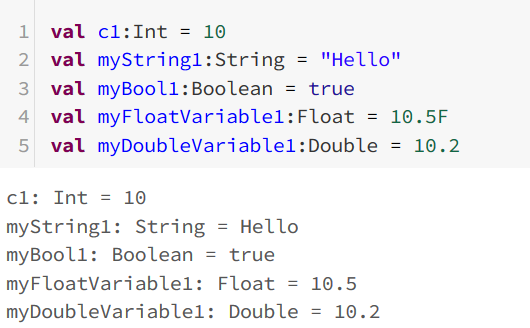 1 val c1:Int = 10
2 val myString1:String = "Hello"
3 val myBool1:Boolean = true
4 val myFloatVariable1:Float = 10.5F
5 val myDoubleVariable1:Double = 10.2
c1: Int = 10
myString1: String = Hello
myBool1: Boolean = true
myFloatVariable1: Float = 10.5
myDoubleVariable1: Double = 10.2